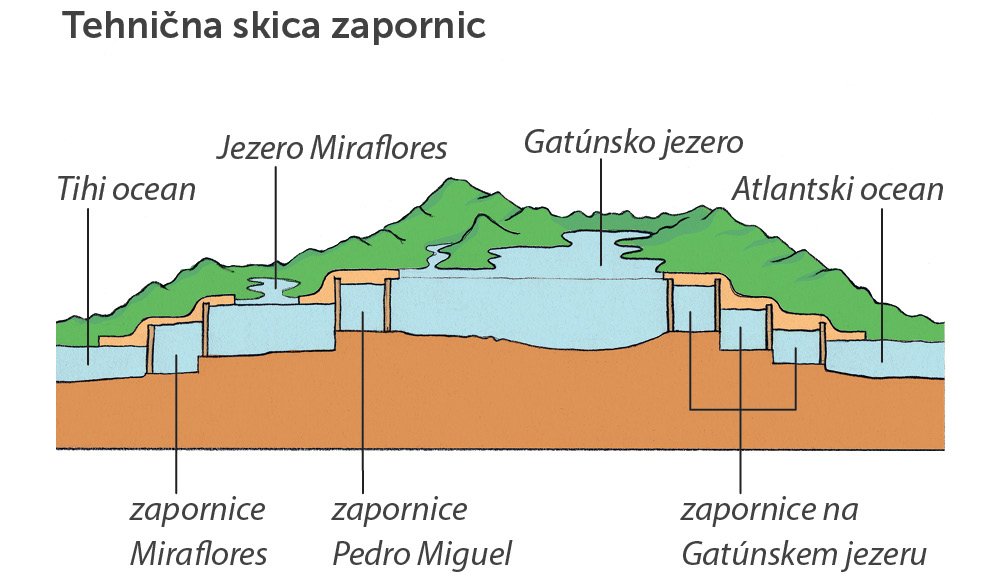 Tehnična skica zapornic
Jezero Miraflores
Gatúnsko jezero
Tihi ocean
Atlantski ocean
zapornice
Miraflores
zapornice
Pedro Miguel
zapornice na
Gatúnskem jezeru